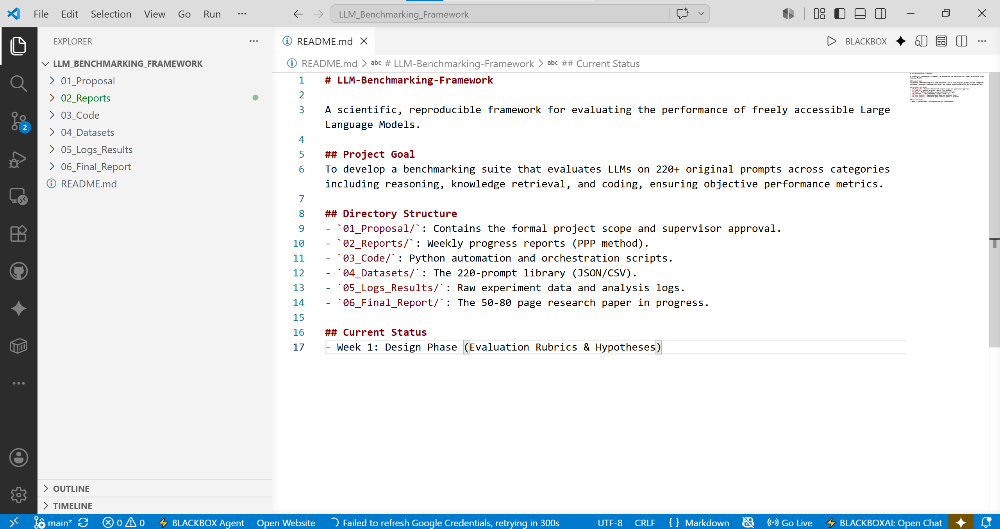 File Edit Selection View Go Run ···
LLM_Benchmarking_Framework
EXPLORER
LLM_BENCHMARKING_FRAMEWORK
01_Proposal
02_Reports
03_Code
04_Datasets
05_Logs_Results
06_Final_Report
README.md
OUTLINE
TIMELINE
2
README.md
BLACKBOX
README.md > abc # LLM-Benchmarking-Framework > abc ## Current Status
1 # LLM-Benchmarking-Framework
2
3 A scientific, reproducible framework for evaluating the performance of freely accessible Large
Language Models.
4
5 ## Project Goal
6 To develop a benchmarking suite that evaluates LLMs on 220+ original prompts across categories
including reasoning, knowledge retrieval, and coding, ensuring objective performance metrics.
7
8 ## Directory Structure
9 - `01_Proposal/`: Contains the formal project scope and supervisor approval.
10 - `02_Reports/`: Weekly progress reports (PPP method).
11 - `03_Code/`: Python automation and orchestration scripts.
12 - `04_Datasets/`: The 220-prompt library (JSON/CSV).
13 - `05_Logs_Results/`: Raw experiment data and analysis logs.
14 - `06_Final_Report/`: The 50-80 page research paper in progress.
15
16 ## Current Status
17 - Week 1: Design Phase (Evaluation Rubrics & Hypotheses)
main* 0 0 BLACKBOX Agent Open Website Failed to refresh Google Credentials, retrying in 300s UTF-8 CRLF { } Markdown Go Live BLACKBOXAI: Open Chat